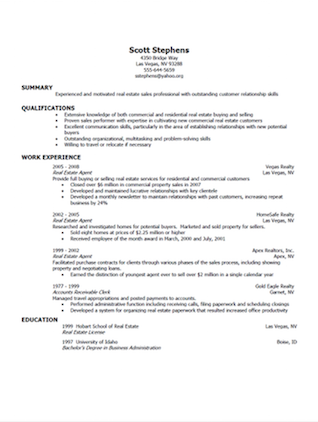 Scott Stephens
4350 Bridge Way
Las Vegas, NV 93288
555-644-5659
sstephens@yahoo.org
SUMMARY
Experienced and motivated real estate sales professional with outstanding customer relationship skills
QUALIFICATIONS
• Extensive knowledge of both commercial and residential real estate buying and selling
• Proven sales performer with expertise in cultivating new commercial and real estate customers
• Excellent communication skills, particularly in the area of establishing relationships with new potential
buyers
• Abundant negotiation and problem solving skills
• Willing to travel or relocate if necessary
WORK EXPERIENCE
2005 - 2008 Vegas Realty
Real Estate Agent Las Vegas, NV
Provide full buying or selling real estate services for residential and commercial customers
• Closed over $6 million in commercial property sales in 2007
• Developed and maintained lucrative relationships with key clientele
• Developed a monthly newsletter to maintain relationships with past customers, increasing repeat
business by 24%
2002 - 2005 HomeSafe Realty
Real Estate Agent Las Vegas, NV
Researched and investigated homes for potential buyers. Marketed and sold property for sellers.
• Sold eight homes at prices of $2.25 million or higher
• Received employee of the month award in March, 2000, and July, 2001
1999 - 2002 Apex Realtors, Inc.
Real Estate Agent Apex, NV
Facilitated purchase contracts for clients through various phases of the sales process, including showing
property and negotiating loans.
• Earned the distinction of youngest agent ever to sell over $2 million in a single calendar year
1977 - 1999 Gold Eagle Realty
Accounts Receivable Clerk Garnet, NV
Managed travel appropriations and posted payments to accounts.
• Performed administrative function including receiving calls, filing paperwork and scheduling closings
• Developed a system for organizing real estate paperwork that resulted increased office productivity
EDUCATION
1999 Hobart School of Real Estate Las Vegas, NV
Real Estate License
1997 University of Idaho Boise, ID
Bachelor's Degree in Business Administration